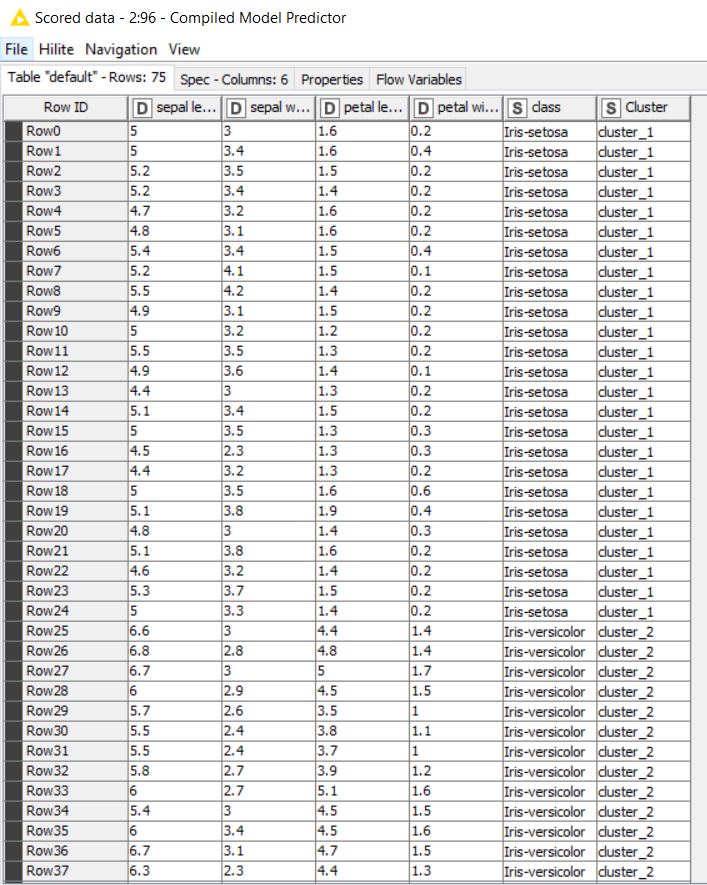 Scored data - 2:96 - Compiled Model Predictor
File Hilite Navigation View
Table "default" - Rows: 75 Spec - Columns: 6 Properties Flow Variables
Row ID D sepal le... D sepal w... D petal le... D petal wi... S class S Cluster
Row0 5 3 1.6 0.2 Iris-setosa cluster_1
Row1 5 3.4 1.6 0.4 Iris-setosa cluster_1
Row2 5.2 3.5 1.5 0.2 Iris-setosa cluster_1
Row3 5.2 3.4 1.4 0.2 Iris-setosa cluster_1
Row4 4.7 3.2 1.6 0.2 Iris-setosa cluster_1
Row5 4.8 3.1 1.6 0.2 Iris-setosa cluster_1
Row6 5.4 3.4 1.5 0.4 Iris-setosa cluster_1
Row7 5.2 4.1 1.5 0.1 Iris-setosa cluster_1
Row8 5.5 4.2 1.4 0.2 Iris-setosa cluster_1
Row9 4.9 3.1 1.5 0.2 Iris-setosa cluster_1
Row10 5 3.2 1.2 0.2 Iris-setosa cluster_1
Row11 5.5 3.5 1.3 0.2 Iris-setosa cluster_1
Row12 4.9 3.6 1.4 0.1 Iris-setosa cluster_1
Row13 4.4 3 1.3 0.2 Iris-setosa cluster_1
Row14 5.1 3.4 1.5 0.2 Iris-setosa cluster_1
Row15 5 3.5 1.3 0.3 Iris-setosa cluster_1
Row16 4.5 2.3 1.3 0.3 Iris-setosa cluster_1
Row17 4.4 3.2 1.3 0.2 Iris-setosa cluster_1
Row18 5 3.5 1.6 0.6 Iris-setosa cluster_1
Row19 5.1 3.8 1.9 0.4 Iris-setosa cluster_1
Row20 4.8 3 1.4 0.3 Iris-setosa cluster_1
Row21 5.1 3.8 1.6 0.2 Iris-setosa cluster_1
Row22 4.6 3.2 1.4 0.2 Iris-setosa cluster_1
Row23 5.3 3.7 1.5 0.2 Iris-setosa cluster_1
Row24 5 3.3 1.4 0.2 Iris-setosa cluster_1
Row25 6.6 3 4.4 1.4 Iris-versicolor cluster_2
Row26 6.8 2.8 4.8 1.4 Iris-versicolor cluster_2
Row27 6.7 3 5 1.7 Iris-versicolor cluster_2
Row28 6 2.9 4.5 1.5 Iris-versicolor cluster_2
Row29 5.7 2.6 3.5 1 Iris-versicolor cluster_2
Row30 5.5 2.4 3.8 1.1 Iris-versicolor cluster_2
Row31 5.5 2.4 3.7 1 Iris-versicolor cluster_2
Row32 5.8 2.7 3.9 1.2 Iris-versicolor cluster_2
Row33 6 2.7 5.1 1.6 Iris-versicolor cluster_2
Row34 5.4 3 4.5 1.5 Iris-versicolor cluster_2
Row35 6 3.4 4.5 1.6 Iris-versicolor cluster_2
Row36 6.7 3.1 4.7 1.5 Iris-versicolor cluster_2
Row37 6.3 2.3 4.4 1.3 Iris-versicolor cluster_2